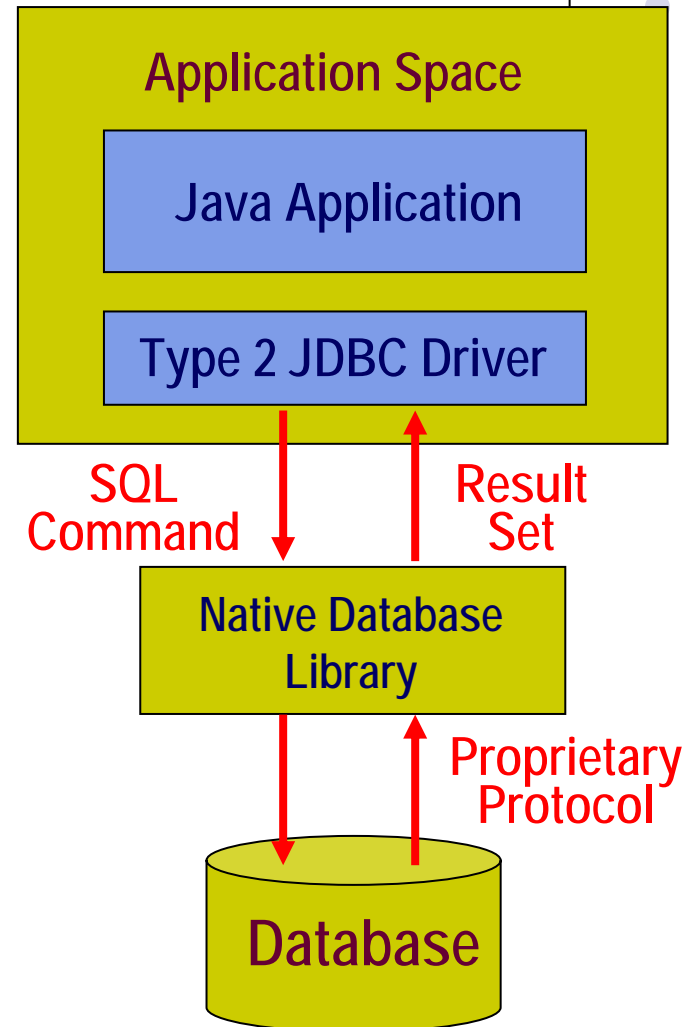 Application Space
Java Application
Type 2 JDBC Driver
SQL
Command
Result
Set
Native Database
Library
Proprietary
Protocol
Database